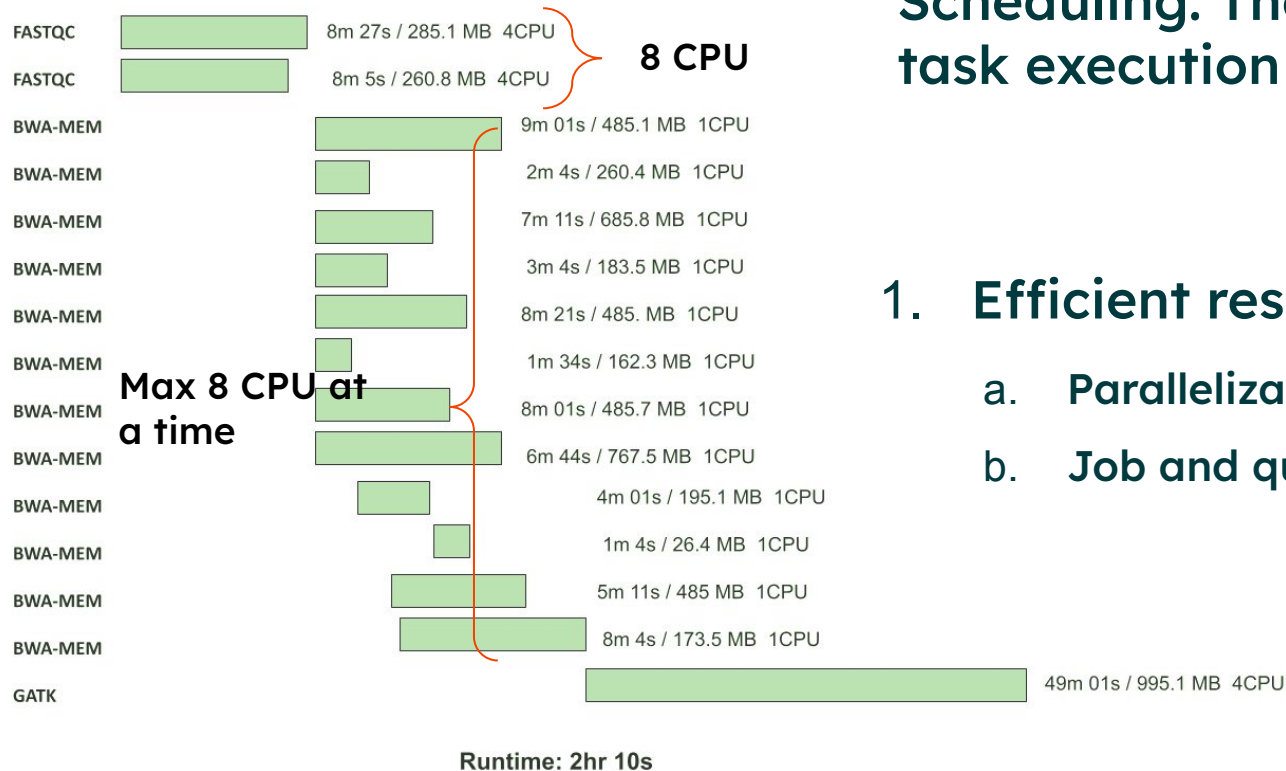 Scheduling. The
task execution
FASTQC 8m 27s / 285.1 MB 4CPU
8 CPU
FASTQC 8m 5s / 260.8 MB 4CPU
BWA-MEM 9m 01s / 485.1 MB 1CPU
BWA-MEM 2m 4s / 260.4 MB 1CPU
BWA-MEM 7m 11s / 685.8 MB 1CPU
BWA-MEM 3m 4s / 183.5 MB 1CPU
BWA-MEM 8m 21s / 485. MB 1CPU
BWA-MEM 1m 34s / 162.3 MB 1CPU
Max 8 CPU at
a time
BWA-MEM 8m 01s / 485.7 MB 1CPU
BWA-MEM 6m 44s / 767.5 MB 1CPU
BWA-MEM 4m 01s / 195.1 MB 1CPU
BWA-MEM 1m 4s / 26.4 MB 1CPU
BWA-MEM 5m 11s / 485 MB 1CPU
BWA-MEM 8m 4s / 173.5 MB 1CPU
GATK 49m 01s / 995.1 MB 4CPU
Runtime: 2hr 10s
1. Efficient res
a. Paralleliza
b. Job and qu